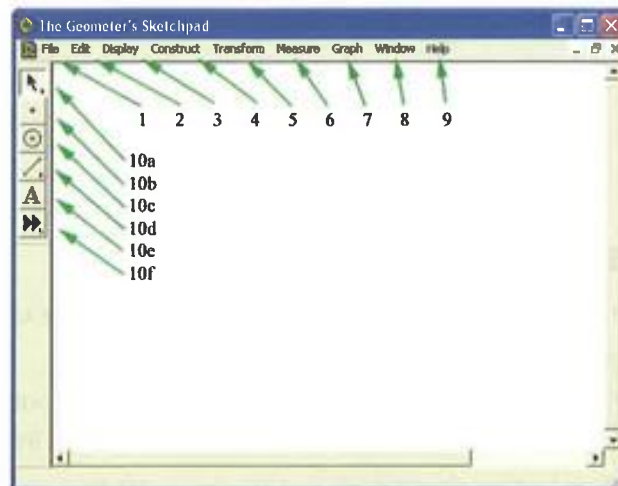 The Geometer's Sketchpad
File Edit Display Construct Transform Measure Graph Window Help
1 2 3 4 5 6 7 8 9
10a
10b
10c
10d
A
10e
10f